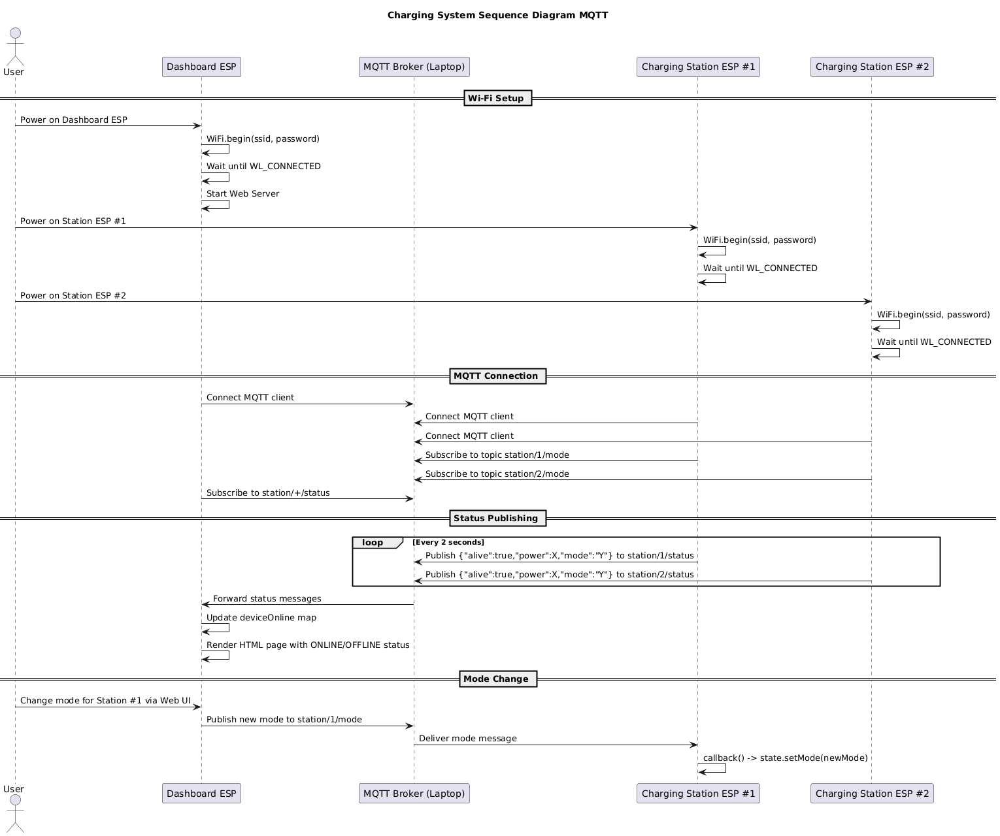 Charging System Sequence Diagram MQTT
User
Dashboard ESP
MQTT Broker (Laptop)
Charging Station ESP #1
Charging Station ESP #2
Wi-Fi Setup
Power on Dashboard ESP
WiFi.begin(ssid, password)
Wait until WL_CONNECTED
Start Web Server
Power on Station ESP #1
WiFi.begin(ssid, password)
Wait until WL_CONNECTED
Power on Station ESP #2
WiFi.begin(ssid, password)
Wait until WL_CONNECTED
MQTT Connection
Connect MQTT client
Connect MQTT client
Connect MQTT client
Subscribe to topic station/1/mode
Subscribe to topic station/2/mode
Subscribe to station/+/status
Status Publishing
loop
[Every 2 seconds]
Publish {"alive":true,"power":X,"mode":"Y"} to station/1/status
Publish {"alive":true,"power":X,"mode":"Y"} to station/2/status
Forward status messages
Update deviceOnline map
Render HTML page with ONLINE/OFFLINE status
Mode Change
Change mode for Station #1 via Web UI
Publish new mode to station/1/mode
Deliver mode message
callback() -> state.setMode(newMode)
User
Dashboard ESP
MQTT Broker (Laptop)
Charging Station ESP #1
Charging Station ESP #2